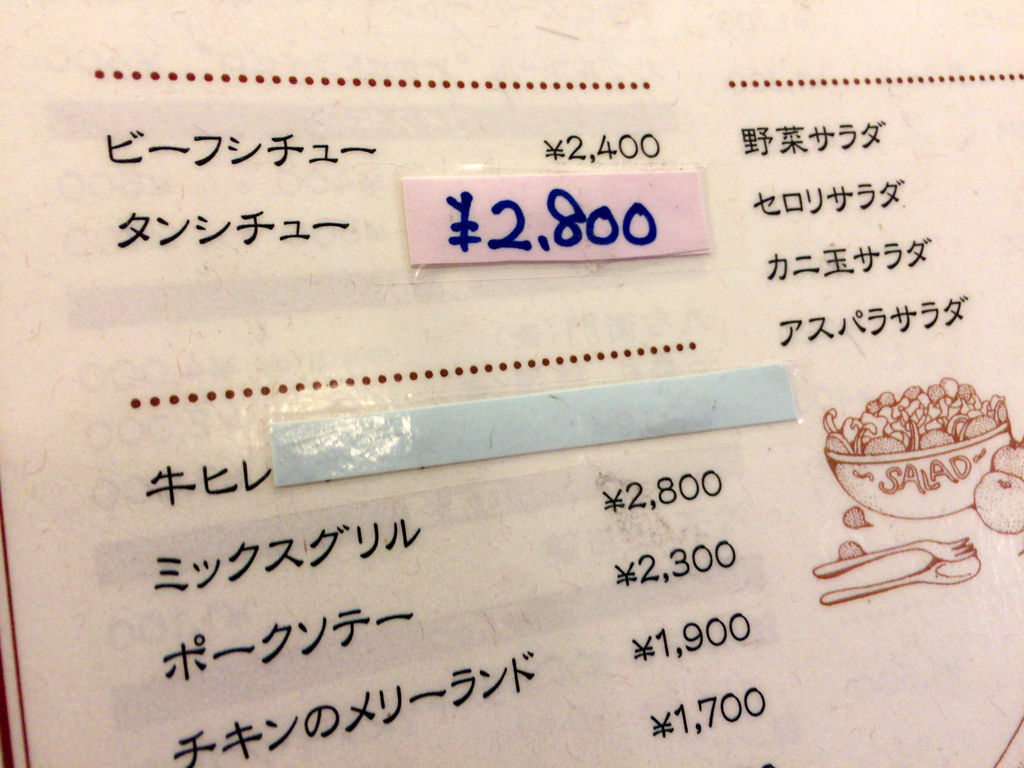 ビーフシチュー ¥2,400
タンシチュー ¥2.800
牛ヒレ ¥2,800
ミックスグリル ¥2,300
ポークソテー ¥1,900
チキンのメリーランド ¥1,700
野菜サラダ
セロリサラダ
カニ玉サラダ
アスパラサラダ
SALAD